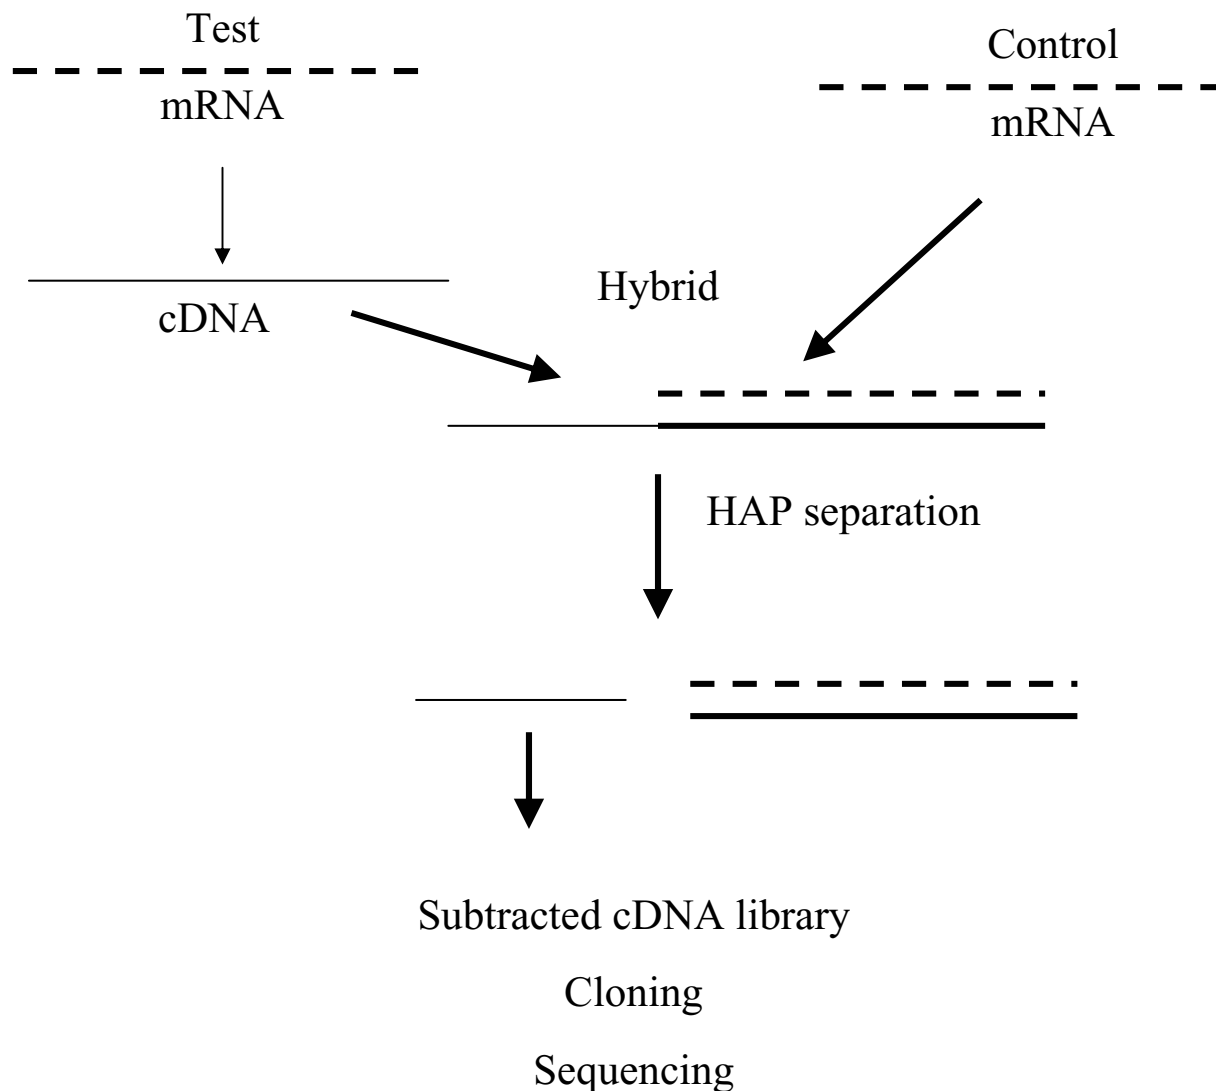 Test
Control
mRNA
mRNA
Hybrid
cDNA
HAP separation
Subtracted cDNA library
Cloning
Sequencing